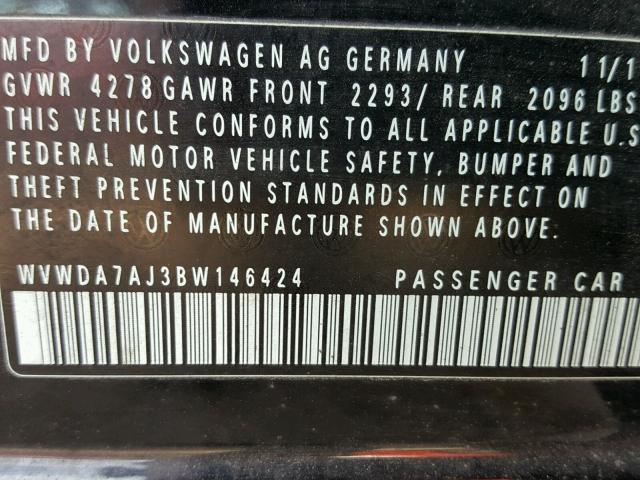 MFD BY VOLKSWAGEN AG GERMANY 11/1
GVWR 4278 GAWR FRONT 2293/ REAR 2096 LBS
THIS VEHICLE CONFORMS TO ALL APPLICABLE U.S
FEDERAL MOTOR VEHICLE SAFETY, BUMPER AND
THEFT PREVENTION STANDARDS IN EFFECT ON
THE DATE OF MANUFACTURE SHOWN ABOVE.
WVWDA7AJ3BW146424 PASSENGER CAR